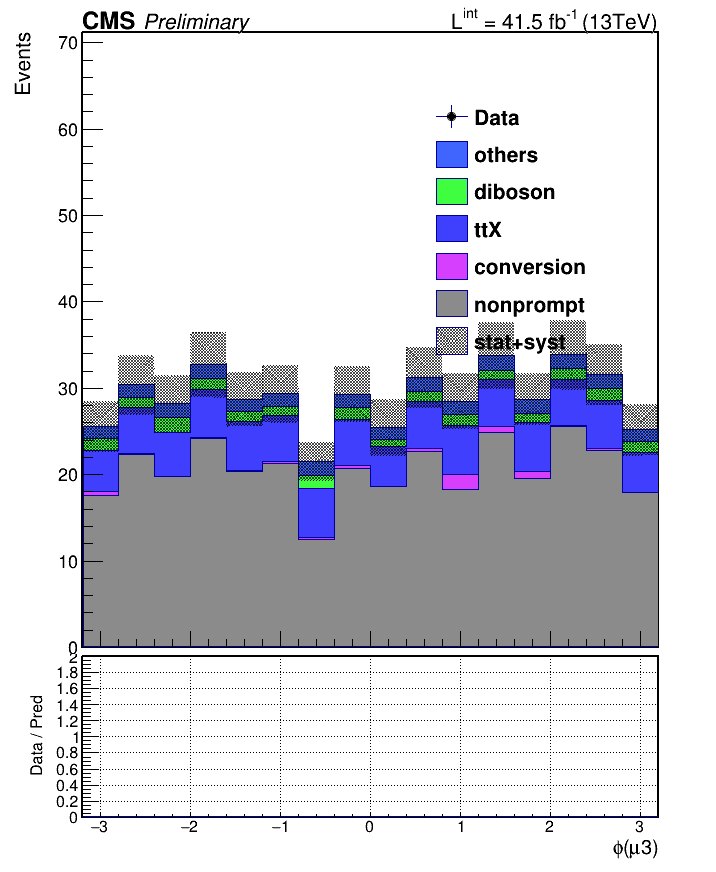 CMS Preliminary
L^int = 41.5 fb^-1 (13TeV)
Events
70
60
50
40
30
20
10
0
Data
others
diboson
ttX
conversion
nonprompt
stat+syst
Data / Pred
2
1.8
1.6
1.4
1.2
1
0.8
0.6
0.4
0.2
0
−3 −2 −1 0 1 2 3
ϕ(μ3)